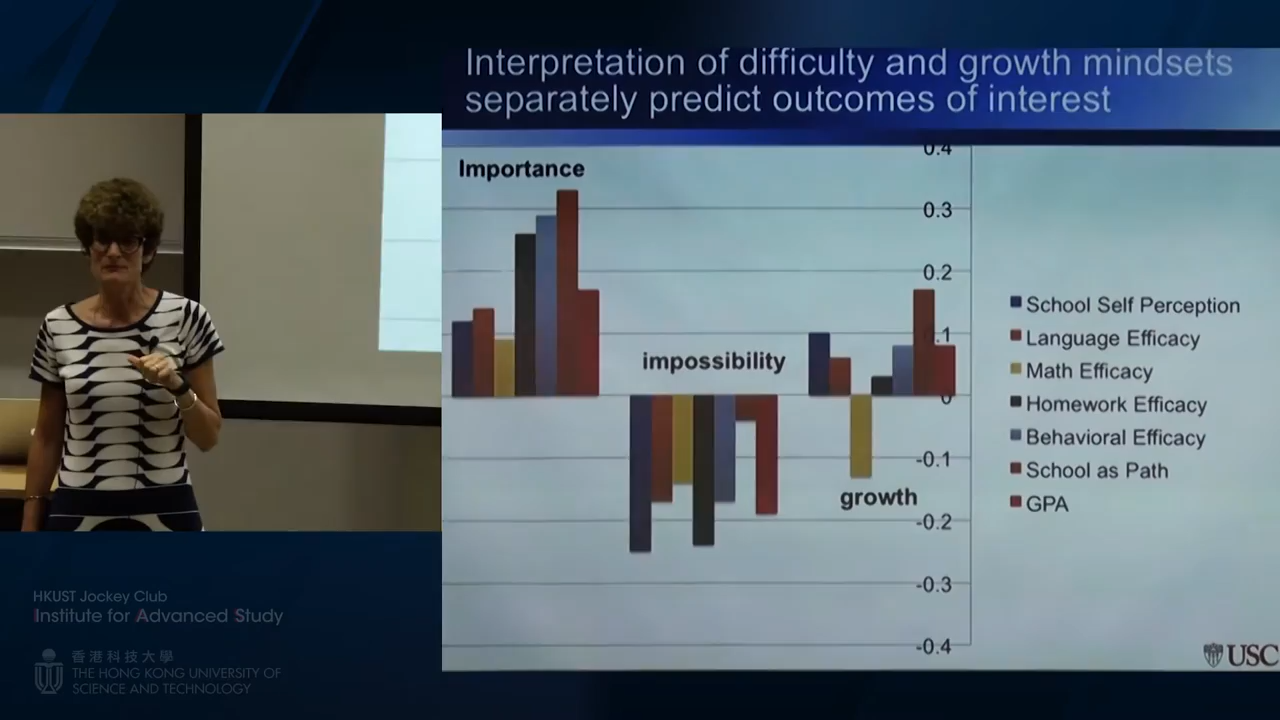 Interpretation of difficulty and growth mindsets
separately predict outcomes of interest
Importance
impossibility
growth
0.4
0.3
0.2
.1
0
-0.1
-0.2
-0.3
-0.4
School Self Perception
Language Efficacy
Math Efficacy
Homework Efficacy
Behavioral Efficacy
School as Path
GPA
USC
HKUST Jockey Club
Institute for Advanced Study
香港科技大學
THE HONG KONG UNIVERSITY OF
SCIENCE AND TECHNOLOGY